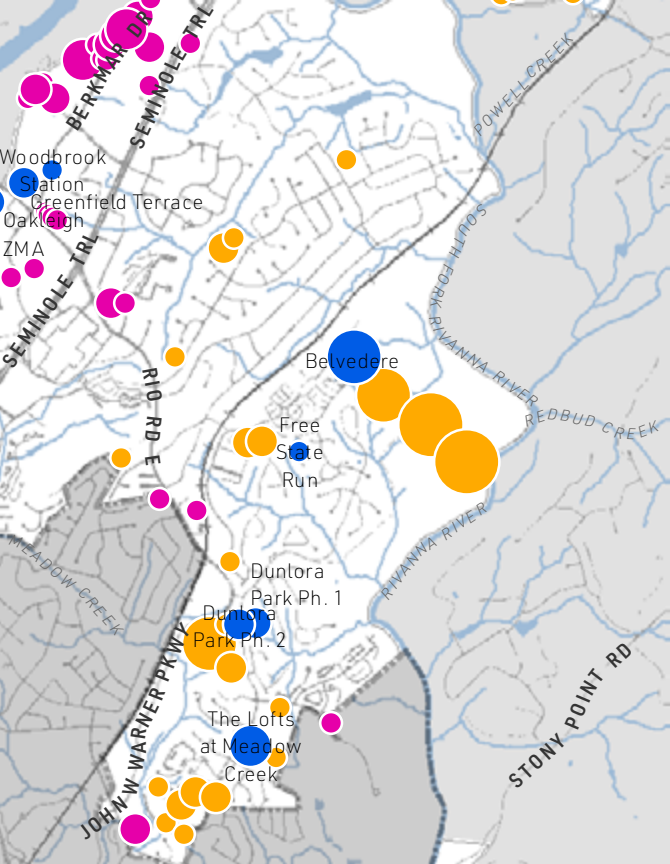 BERKMAR DR
SEMINOLE TRL
POWELL CREEK
Woodbrook
Station
Greenfield Terrace
Oakleigh
ZMA
SEMINOLE TRL
SOUTH FORK RIVANNA RIVER
Belvedere
RIO RD E
REDBUD CREEK
Free
State
Run
RIVANNA RIVER
MEADOW CREEK
Dunlora
Park Ph. 1
Dunlora
Park Ph. 2
JOHN W WARNER PKWY
STONY POINT RD
The Lofts
at Meadow
Creek